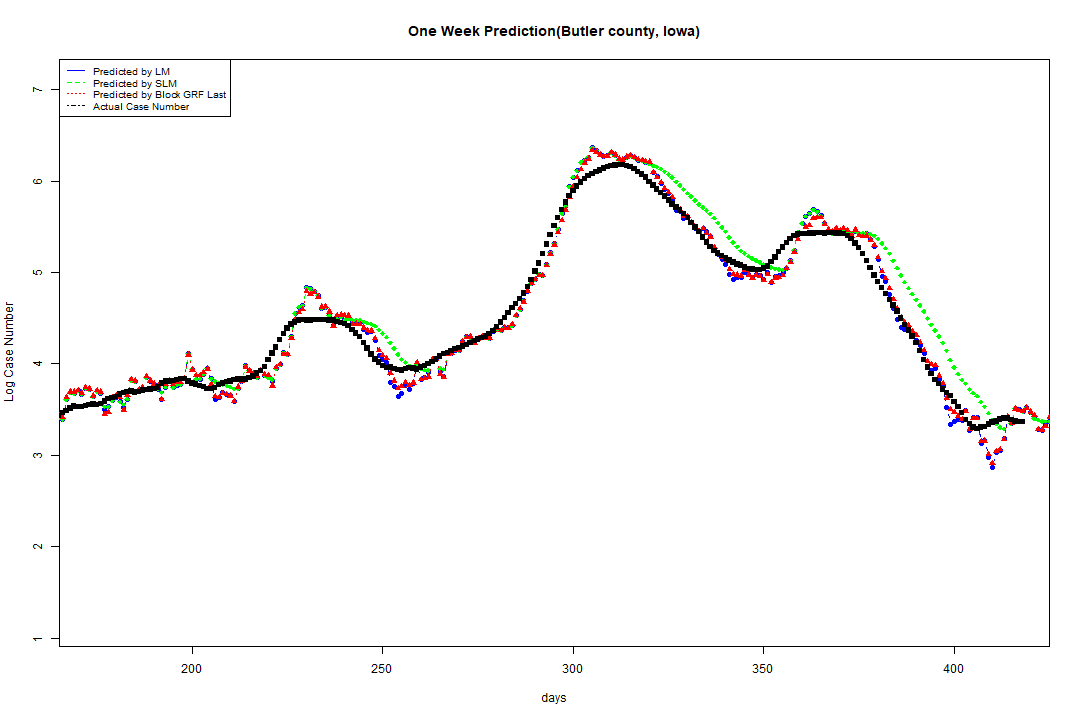 One Week Prediction(Butler county, Iowa)
Predicted by LM
Predicted by SLM
Predicted by Block GRF Last
Actual Case Number
Log Case Number
7
6
5
4
3
2
1
200 250 300 350 400
days